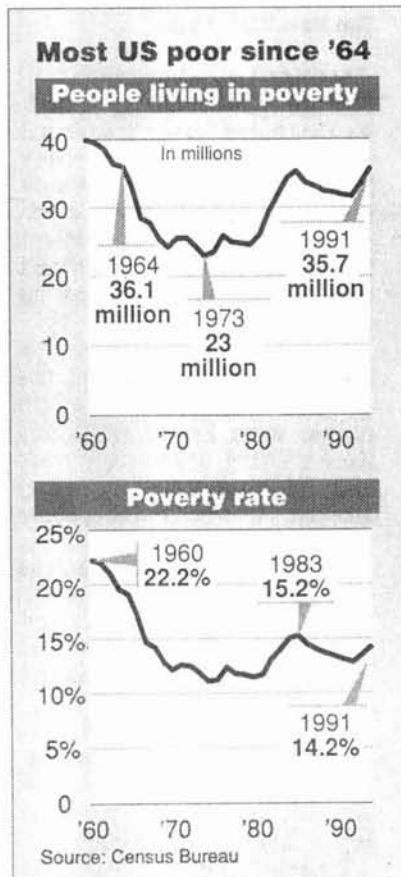 Most US poor since '64
People living in poverty
40
In millions
30
20
10
0
1964
36.1
million
1973
23
million
1991
35.7
million
'60 '70 '80 '90
Poverty rate
25%
20%
15%
10%
5%
0
1960
22.2%
1983
15.2%
1991
14.2%
'60 '70 '80 '90
Source: Census Bureau